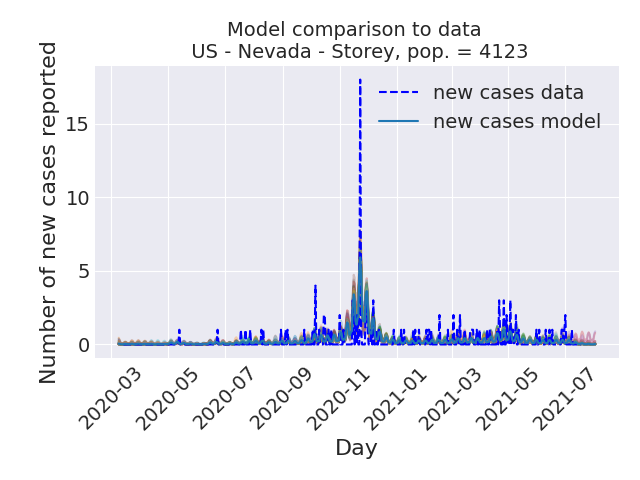 Model comparison to data
US - Nevada - Storey, pop. = 4123
Number of new cases reported
new cases data
new cases model
15
10
5
0
2020-03
2020-05
2020-07
2020-09
2020-11
2021-01
2021-03
2021-05
2021-07
Day